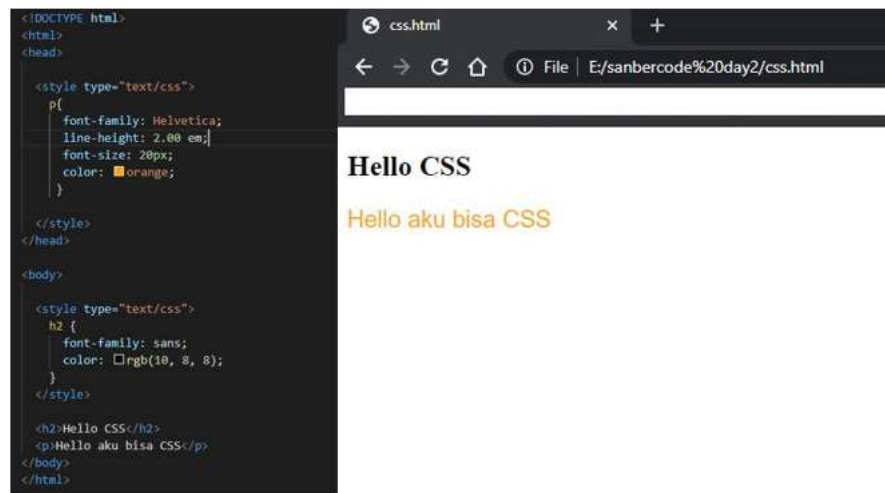 <!DOCTYPE html>
<html>
<head>
<style type="text/css">
p{
font-family: Helvetica;
line-height: 2.00 em;
font-size: 20px;
color: orange;
}
</style>
</head>
<body>
<style type="text/css">
h2 {
font-family: sans;
color: rgb(10, 8, 8);
}
</style>
<h2>Hello CSS</h2>
<p>Hello aku bisa CSS</p>
</body>
</html>
css.html
File | E:/sanbercode%20day2/css.html
Hello CSS
Hello aku bisa CSS